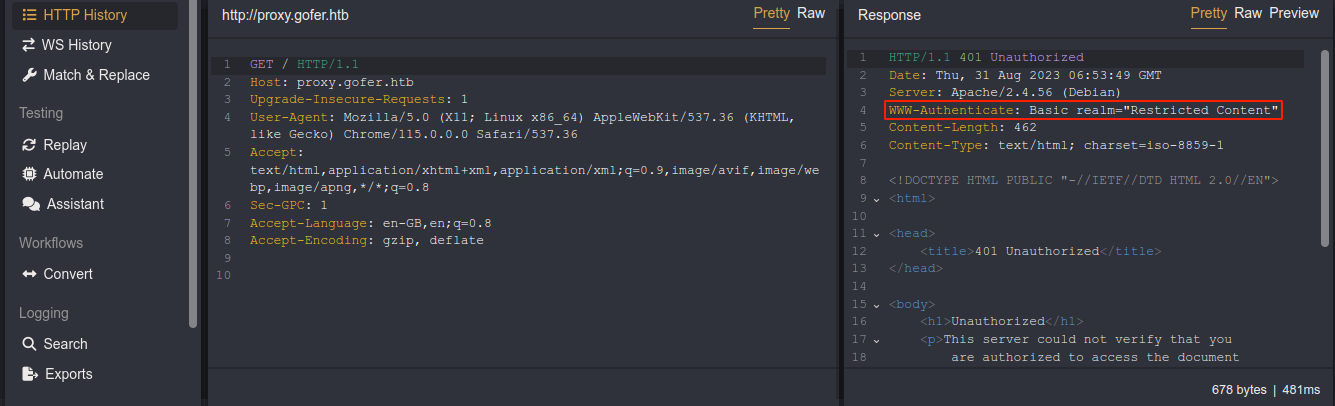 HTTP History
WS History
Match & Replace
Testing
Replay
Automate
Assistant
Workflows
Convert
Logging
Search
Exports
http://proxy.gofer.htb
Pretty Raw
1 GET / HTTP/1.1
2 Host: proxy.gofer.htb
3 Upgrade-Insecure-Requests: 1
4 User-Agent: Mozilla/5.0 (X11; Linux x86_64) AppleWebKit/537.36 (KHTML,
like Gecko) Chrome/115.0.0.0 Safari/537.36
5 Accept:
text/html,application/xhtml+xml,application/xml;q=0.9,image/avif,image/we
bp,image/apng,*/*;q=0.8
6 Sec-GPC: 1
7 Accept-Language: en-GB,en;q=0.8
8 Accept-Encoding: gzip, deflate
9
10
Response
Pretty Raw Preview
1 HTTP/1.1 401 Unauthorized
2 Date: Thu, 31 Aug 2023 06:53:49 GMT
3 Server: Apache/2.4.56 (Debian)
4 WWW-Authenticate: Basic realm="Restricted Content"
5 Content-Length: 462
6 Content-Type: text/html; charset=iso-8859-1
7
8 <!DOCTYPE HTML PUBLIC "-//IETF//DTD HTML 2.0//EN">
9 <html>
10
11 <head>
12 <title>401 Unauthorized</title>
13 </head>
14
15 <body>
16 <h1>Unauthorized</h1>
17 <p>This server could not verify that you
18 are authorized to access the document
678 bytes | 481ms